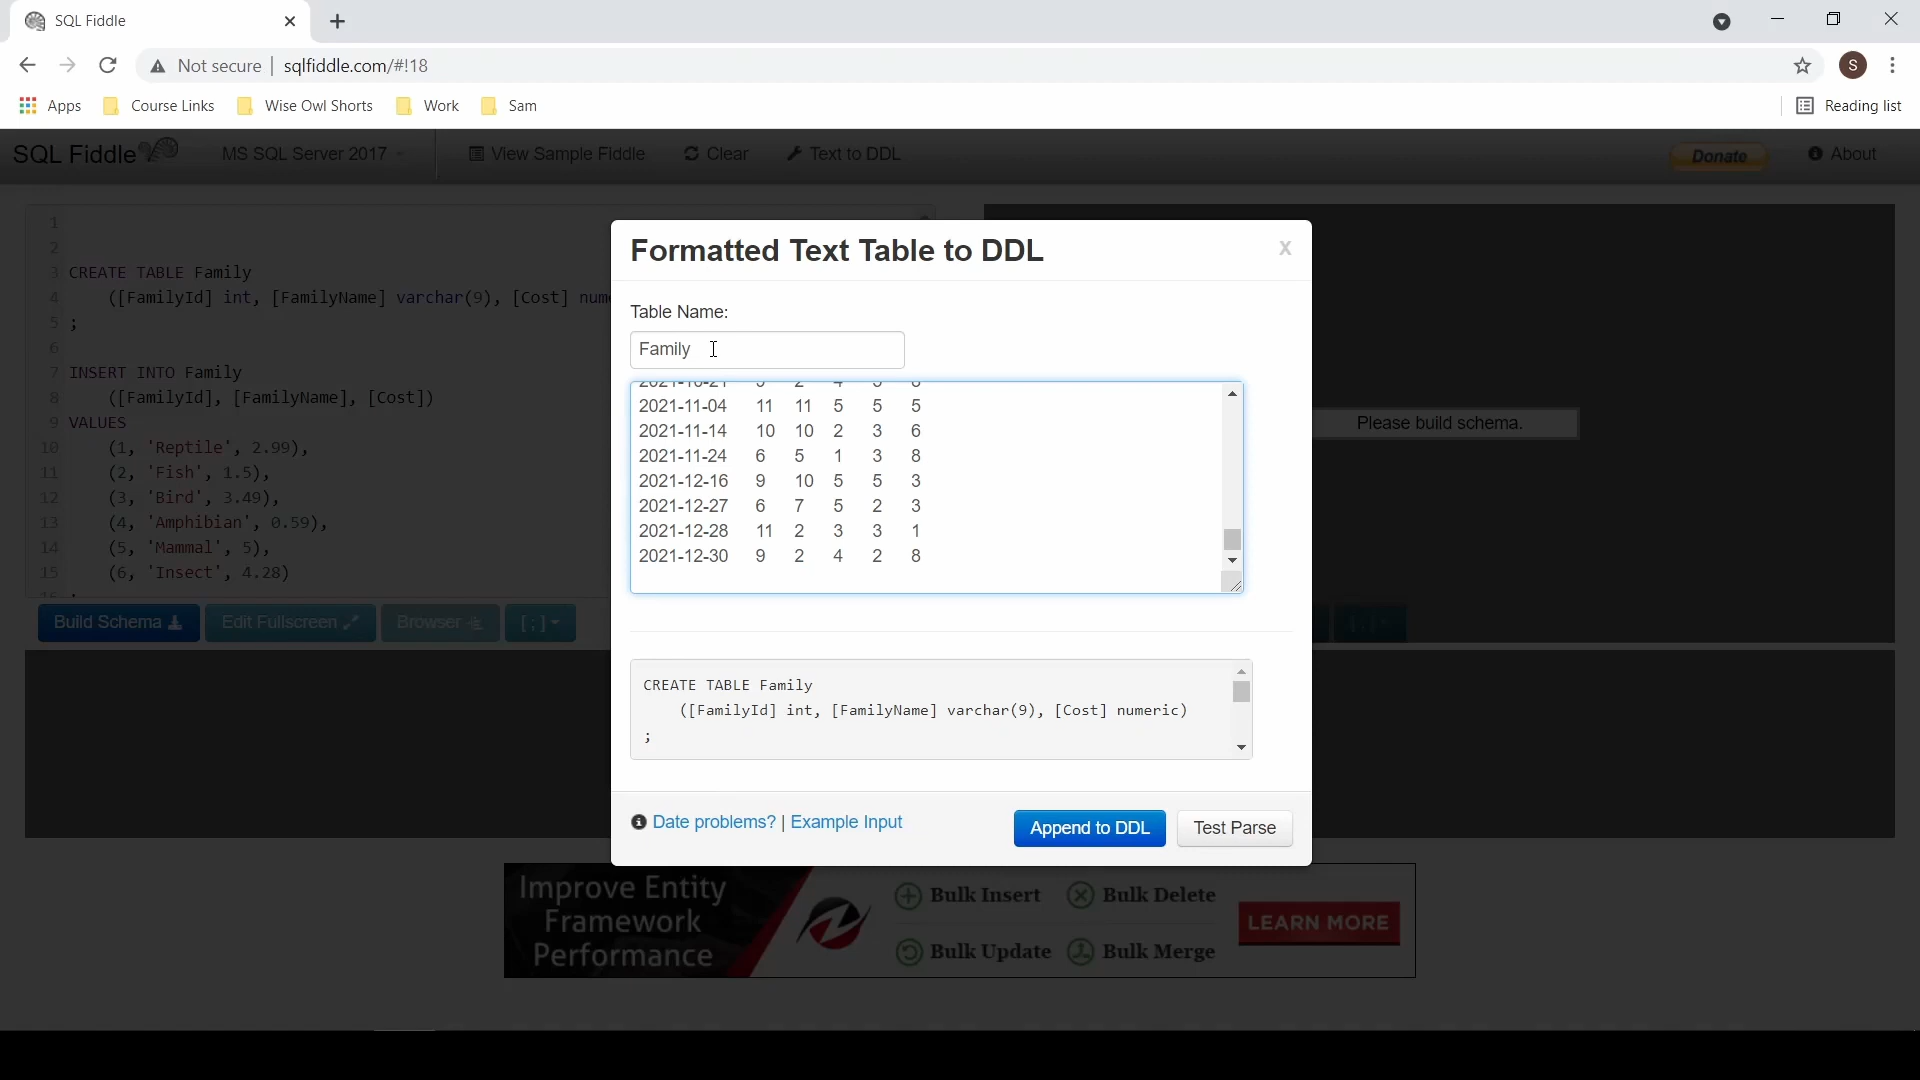 SQL Fiddle
Not secure | sqlfiddle.com/#!18
S
Apps
Course Links
Wise Owl Shorts
Work
Sam
Reading list
SQL Fiddle
MS SQL Server 2017
View Sample Fiddle
Clear
Text to DDL
Donate
About
1
2
3 CREATE TABLE Family
4 ([FamilyId] int, [FamilyName] varchar(9), [Cost] nume
5 ;
6
7 INSERT INTO Family
8 ([FamilyId], [FamilyName], [Cost])
9 VALUES
10 (1, 'Reptile', 2.99),
11 (2, 'Fish', 1.5),
12 (3, 'Bird', 3.49),
13 (4, 'Amphibian', 0.59),
14 (5, 'Mammal', 5),
15 (6, 'Insect', 4.28)
Build Schema
Edit Fullscreen
Browser
[ ; ]
Formatted Text Table to DDL
x
Table Name:
Family
2021-11-04 11 11 5 5 5
2021-11-14 10 10 2 3 6
2021-11-24 6 5 1 3 8
2021-12-16 9 10 5 5 3
2021-12-27 6 7 5 2 3
2021-12-28 11 2 3 3 1
2021-12-30 9 2 4 2 8
CREATE TABLE Family
([FamilyId] int, [FamilyName] varchar(9), [Cost] numeric)
;
Date problems? | Example Input
Append to DDL
Test Parse
Please build schema.
Improve Entity
Framework
Performance
Bulk Insert
Bulk Delete
Bulk Update
Bulk Merge
LEARN MORE